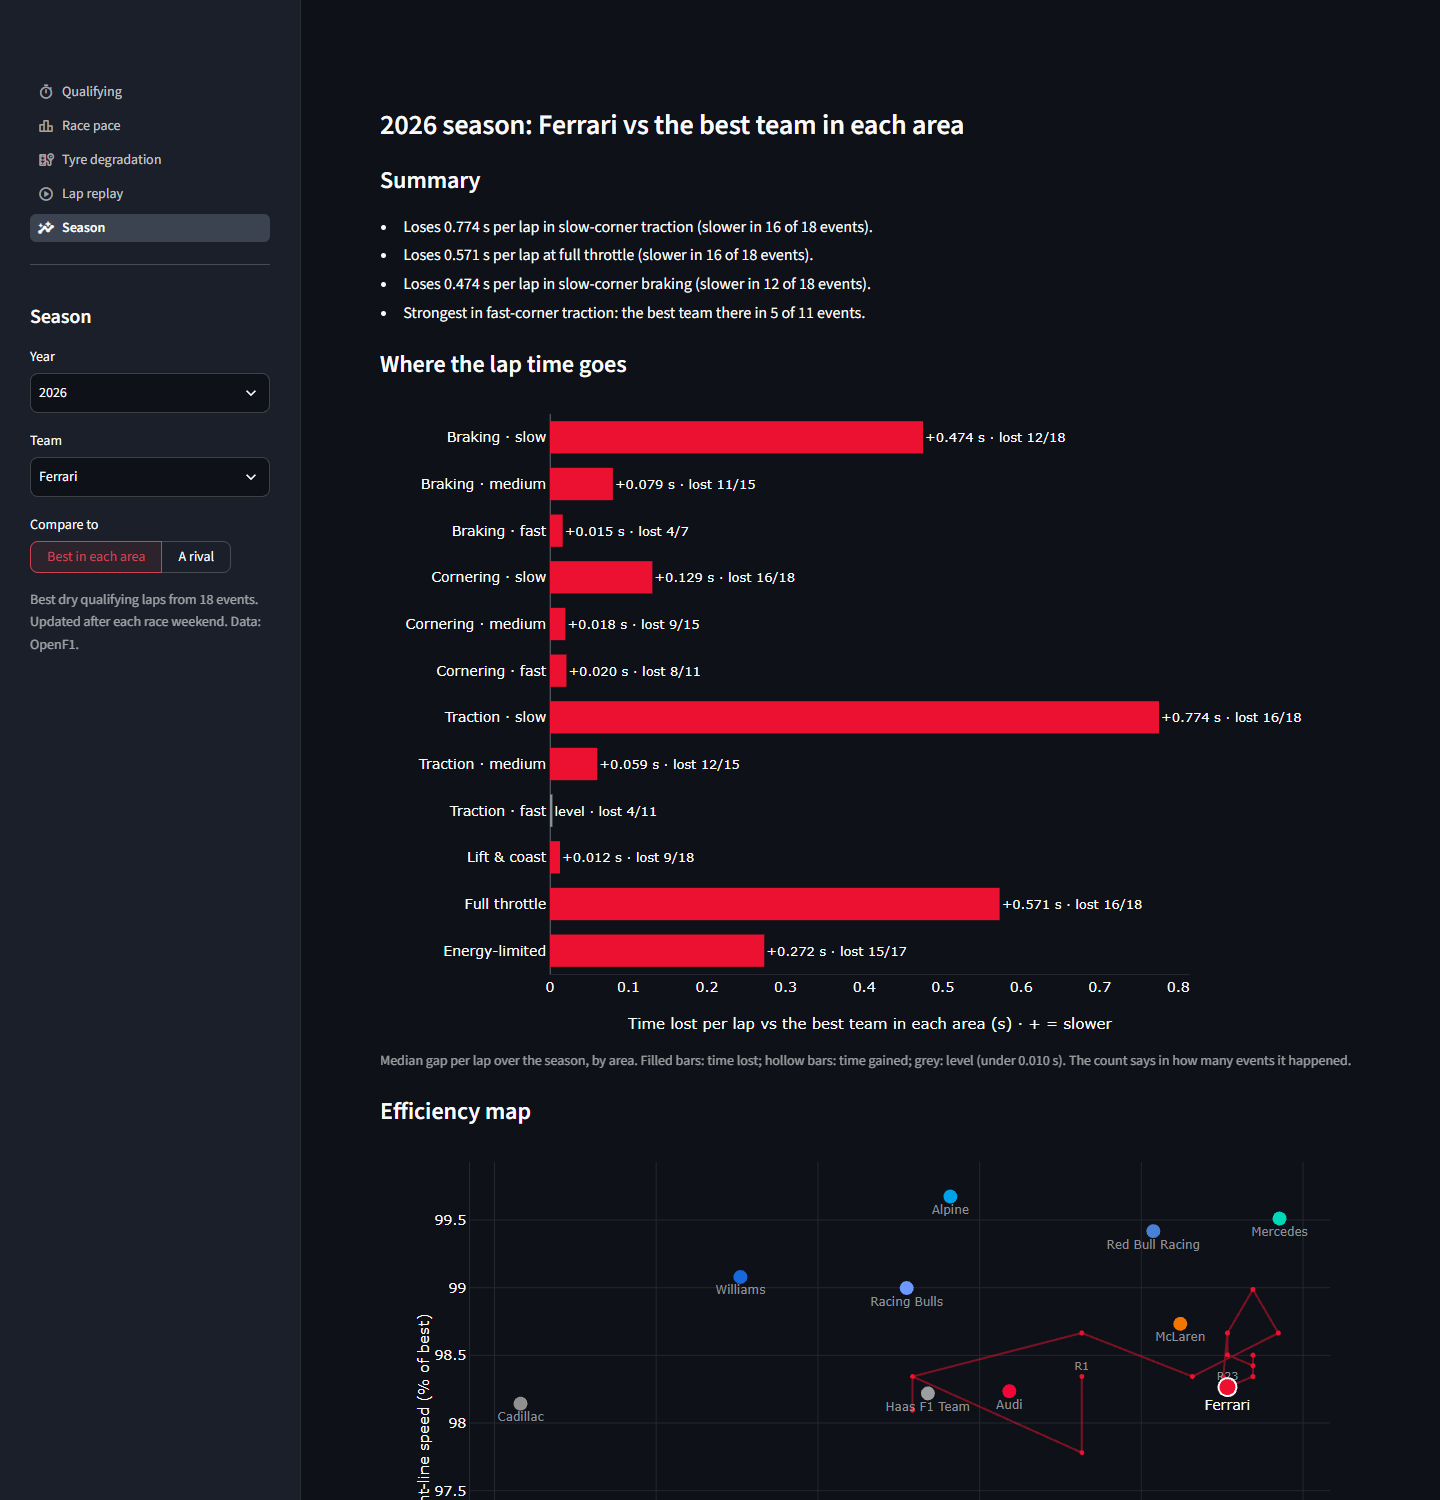 Qualifying
Race pace
Tyre degradation
Lap replay
Season
Season
Year
2026
Team
Ferrari
Compare to
Best in each area
A rival
Best dry qualifying laps from 18 events.
Updated after each race weekend. Data:
OpenF1.
2026 season: Ferrari vs the best team in each area
Summary
• Loses 0.774 s per lap in slow-corner traction (slower in 16 of 18 events).
• Loses 0.571 s per lap at full throttle (slower in 16 of 18 events).
• Loses 0.474 s per lap in slow-corner braking (slower in 12 of 18 events).
• Strongest in fast-corner traction: the best team there in 5 of 11 events.
Where the lap time goes
Braking · slow +0.474 s · lost 12/18
Braking · medium +0.079 s · lost 11/15
Braking · fast +0.015 s · lost 4/7
Cornering · slow +0.129 s · lost 16/18
Cornering · medium +0.018 s · lost 9/15
Cornering · fast +0.020 s · lost 8/11
Traction · slow +0.774 s · lost 16/18
Traction · medium +0.059 s · lost 12/15
Traction · fast level · lost 4/11
Lift & coast +0.012 s · lost 9/18
Full throttle +0.571 s · lost 16/18
Energy-limited +0.272 s · lost 15/17
0 0.1 0.2 0.3 0.4 0.5 0.6 0.7 0.8
Time lost per lap vs the best team in each area (s) · + = slower
Median gap per lap over the season, by area. Filled bars: time lost; hollow bars: time gained; grey: level (under 0.010 s). The count says in how many events it happened.
Efficiency map
Alpine
99.5
Mercedes
Red Bull Racing
99
Williams
Racing Bulls
McLaren
98.5
R1
Haas F1 Team
Audi
Ferrari
Cadillac
98
97.5
speed (% of best)